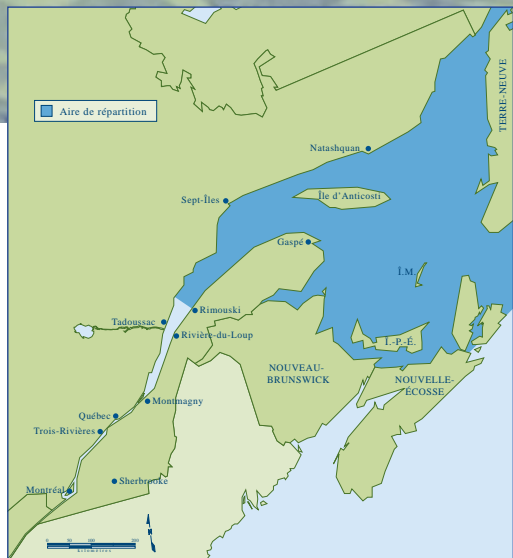 TERRE-NEUVE
Aire de répartition
Natashquan
Île d'Anticosti
Sept-Îles
Gaspé
Î.M.
Rimouski
Tadoussac
Rivière-du-Loup
Î.-P.-É.
NOUVEAU-
BRUNSWICK
NOUVELLE-
ÉCOSSE
Montmagny
Québec
Trois-Rivières
Sherbrooke
Montréal